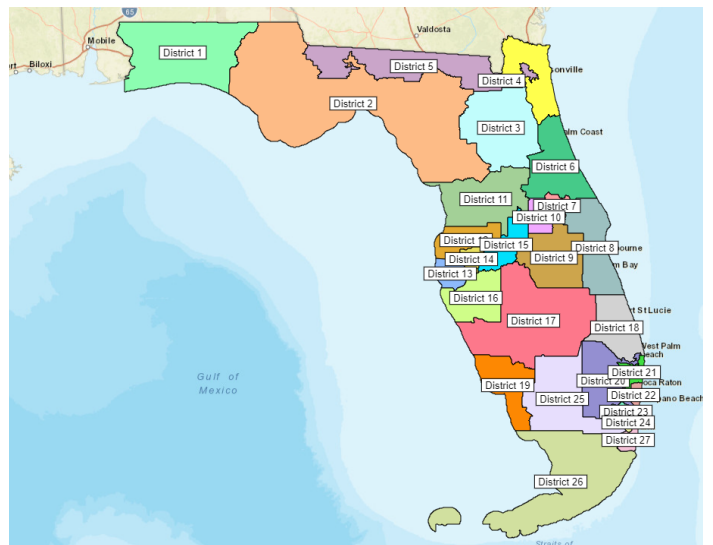 65
Valdosta
Mobile
Biloxi
District 1
District 5
District 4
District 2
District 3
District 6
District 11
District 7
District 10
District 15
District 14
District 8
District 9
District 13
District 16
District 17
District 18
District 19
District 21
District 20
District 22
District 25
District 23
District 24
District 27
District 26
Gulf of
Mexico
Straits of